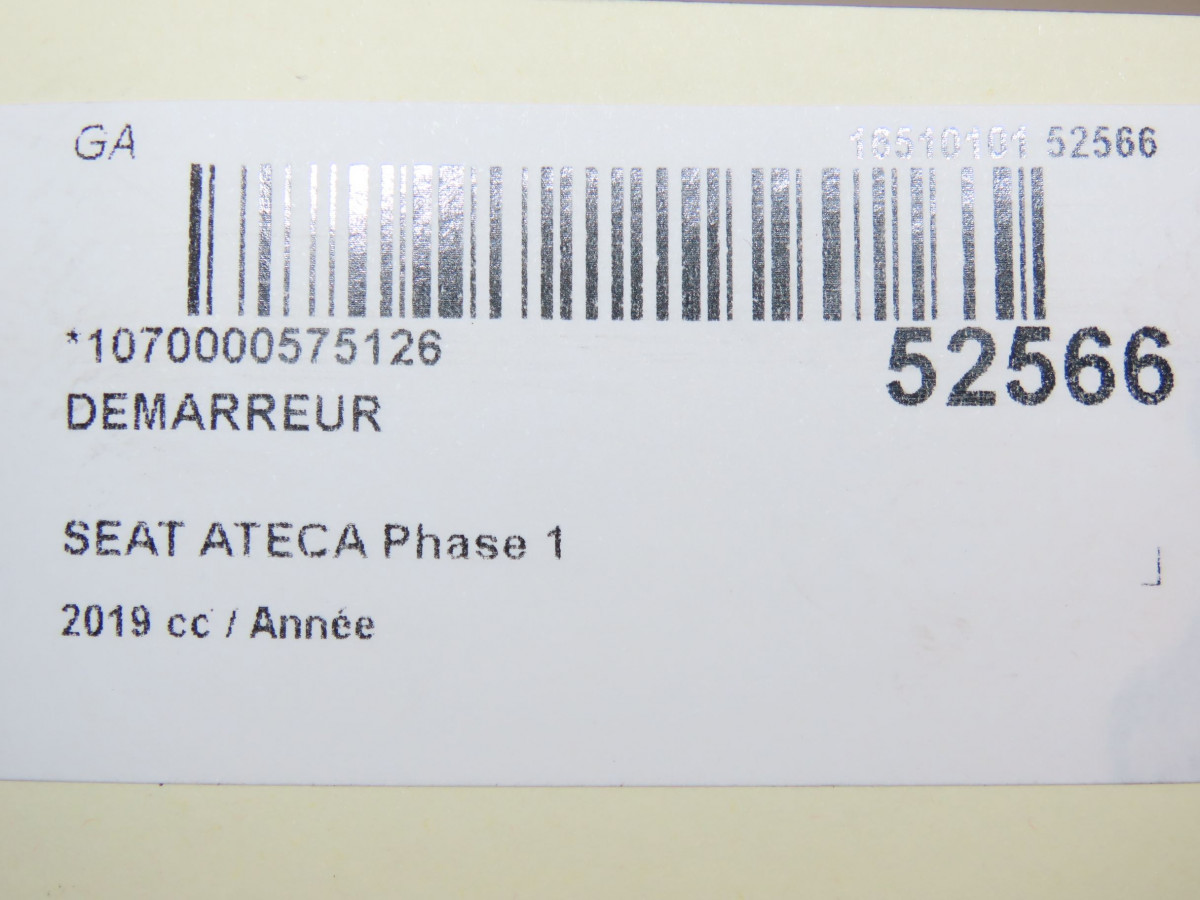 GA
16510101 52566
*1070000575126
52566
DEMARREUR
SEAT ATECA Phase 1
2019 cc / Année